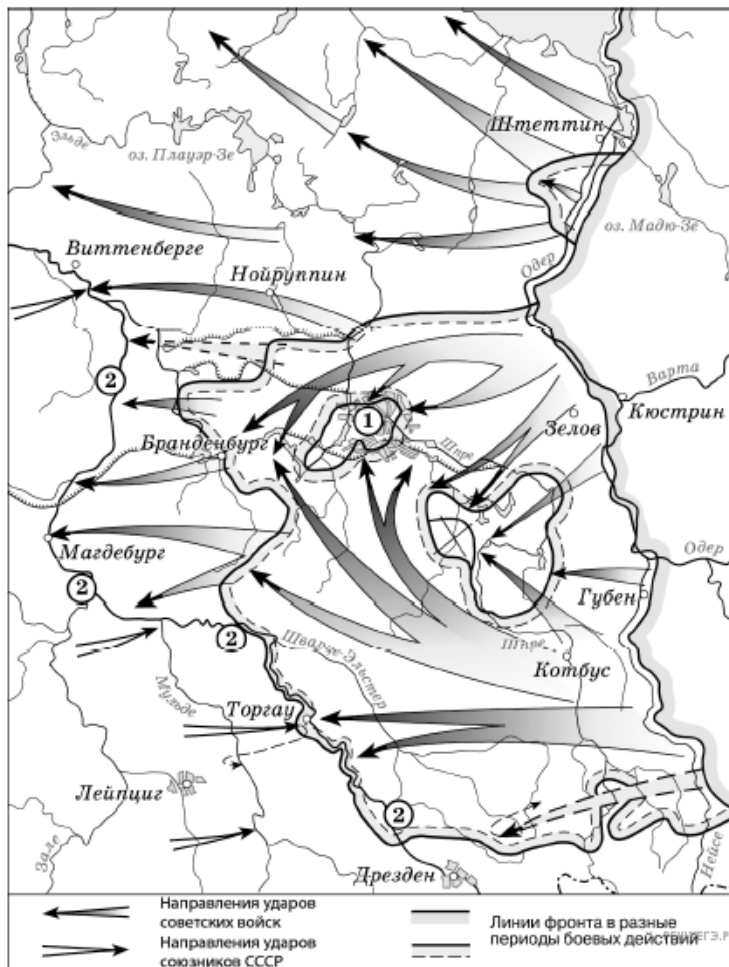 Штеттин
Эльде
оз. Плауэр-Зе
оз. Мадю-Зе
Одер
Виттенберге
Нойруппин
2
Варта
Кюстрин
1
Зелов
Бранденбург
Шпре
Магдебург
Одер
2
Губен
2
Шварце-Эльстер
Шпре
Котбус
Мульде
Торгау
Лейпциг
2
Зале
Дрезден
Нейсе
Направления ударов
советских войск
Направления ударов
союзников СССР
Линии фронта в разные
периоды боевых действий